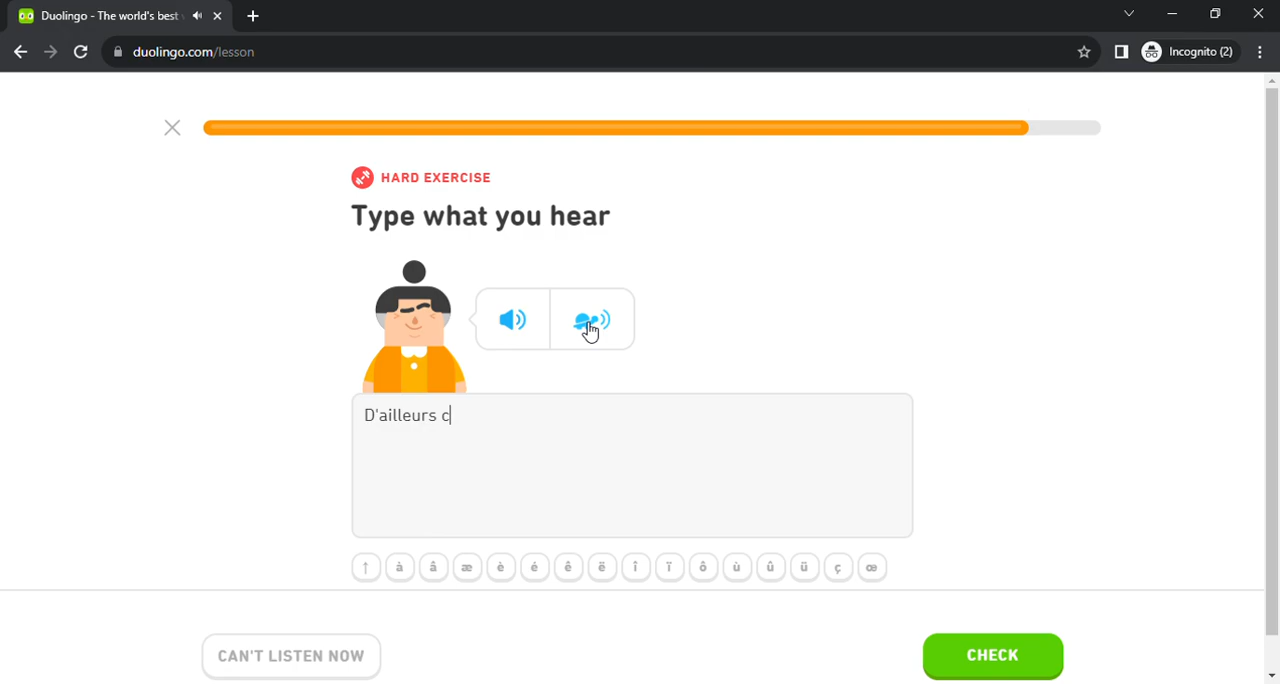 Duolingo - The world's best
duolingo.com/lesson
Incognito (2)
HARD EXERCISE
Type what you hear
D'ailleurs c
↑ à â æ è é ê ë î ï ô ù û ü ç œ
CAN'T LISTEN NOW
CHECK